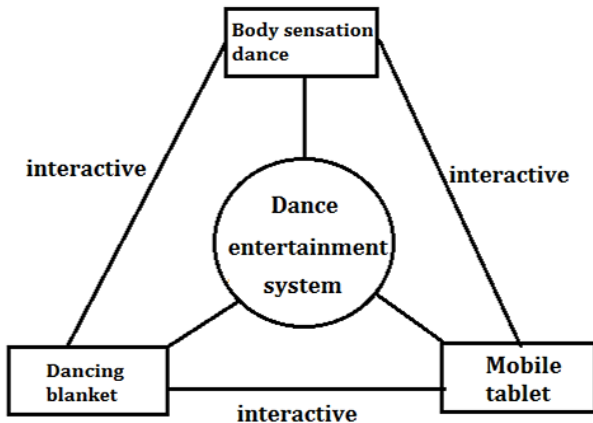 Body sensation
dance
interactive
interactive
Dance
entertainment
system
Dancing
blanket
Mobile
tablet
interactive